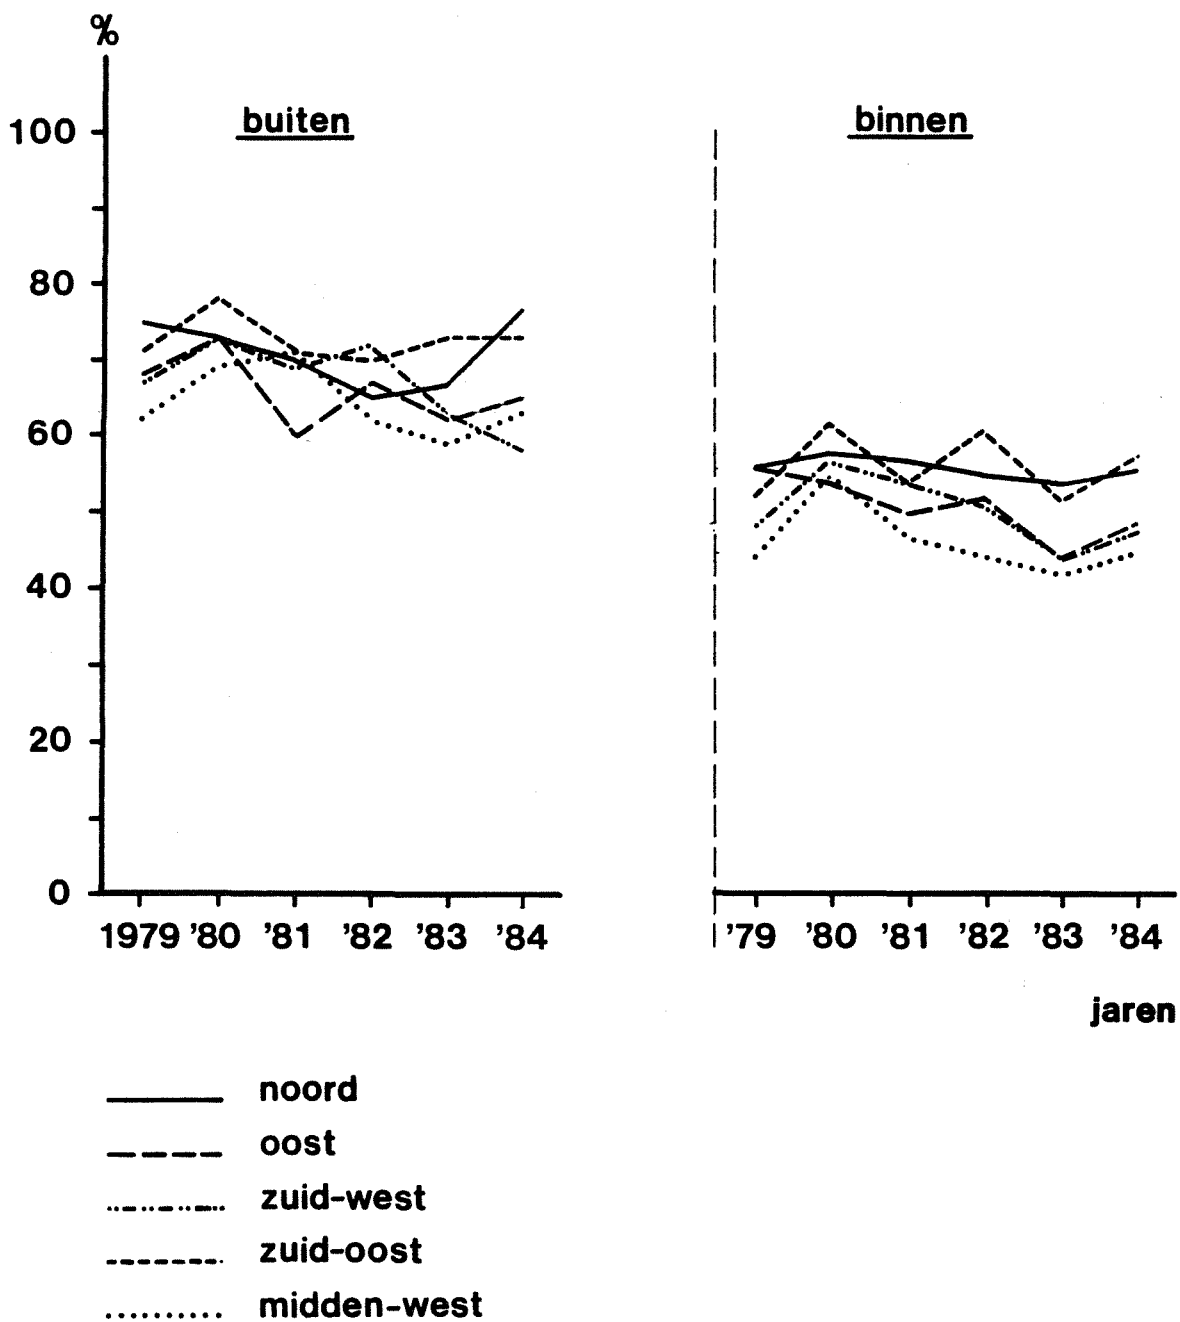 %
buiten
binnen
100
80
60
40
20
0
1979 '80 '81 '82 '83 '84
'79 '80 '81 '82 '83 '84
jaren
noord
oost
zuid-west
zuid-oost
midden-west